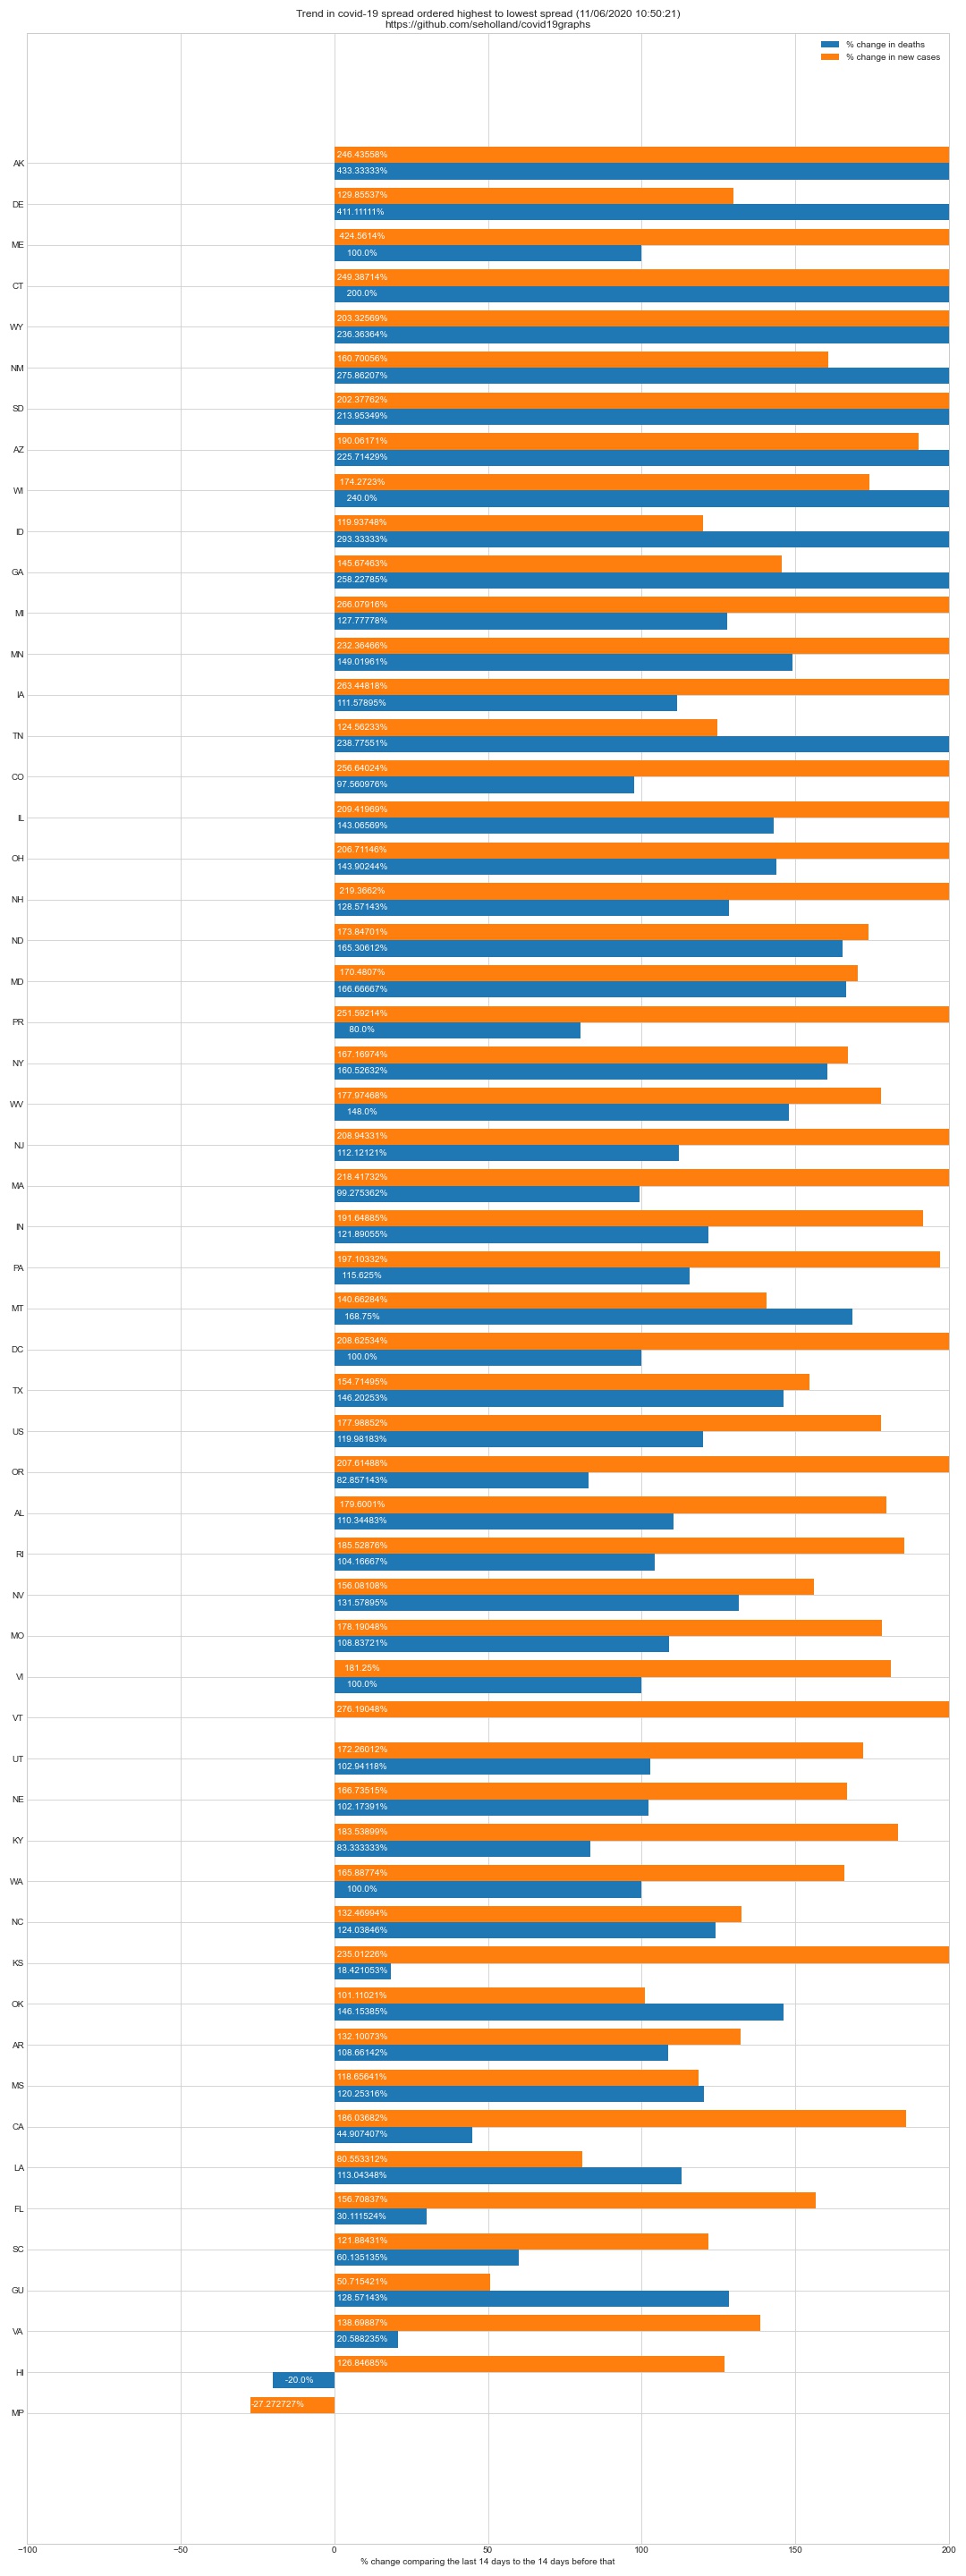 Trend in covid-19 spread ordered highest to lowest spread (11/06/2020 10:50:21)
https://github.com/seholland/covid19graphs
% change in deaths
% change in new cases
246.43558%
AK
433.33333%
129.85537%
DE
411.11111%
424.5614%
ME
100.0%
249.38714%
CT
200.0%
203.32569%
WY
236.36364%
160.70056%
NM
275.86207%
202.37762%
SD
213.95349%
190.06171%
AZ
225.71429%
174.2723%
WI
240.0%
119.93748%
ID
293.33333%
145.67463%
GA
258.22785%
266.07916%
MI
127.77778%
232.36466%
MN
149.01961%
263.44818%
IA
111.57895%
124.56233%
TN
238.77551%
256.64024%
CO
97.560976%
209.41969%
IL
143.06569%
206.71146%
OH
143.90244%
219.3662%
NH
128.57143%
173.84701%
ND
165.30612%
170.4807%
MD
166.66667%
251.59214%
PR
80.0%
167.16974%
NY
160.52632%
177.97468%
WV
148.0%
208.94331%
NJ
112.12121%
218.41732%
MA
99.275362%
191.64885%
IN
121.89055%
197.10332%
PA
115.625%
140.66284%
MT
168.75%
208.62534%
DC
100.0%
154.71495%
TX
146.20253%
177.98852%
US
119.98183%
207.61488%
OR
82.857143%
179.6001%
AL
110.34483%
185.52876%
RI
104.16667%
156.08108%
NV
131.57895%
178.19048%
MO
108.83721%
181.25%
VI
100.0%
276.19048%
VT
172.26012%
UT
102.94118%
166.73515%
NE
102.17391%
183.53899%
KY
83.333333%
165.88774%
WA
100.0%
132.46994%
NC
124.03846%
235.01226%
KS
18.421053%
101.11021%
OK
146.15385%
132.10073%
AR
108.66142%
118.65641%
MS
120.25316%
186.03682%
CA
44.907407%
80.553312%
LA
113.04348%
156.70837%
FL
30.111524%
121.88431%
SC
60.135135%
50.715421%
GU
128.57143%
138.69887%
VA
20.588235%
126.84685%
HI
-20.0%
-27.272727%
MP
−100 −50 0 50 100 150 200
% change comparing the last 14 days to the 14 days before that